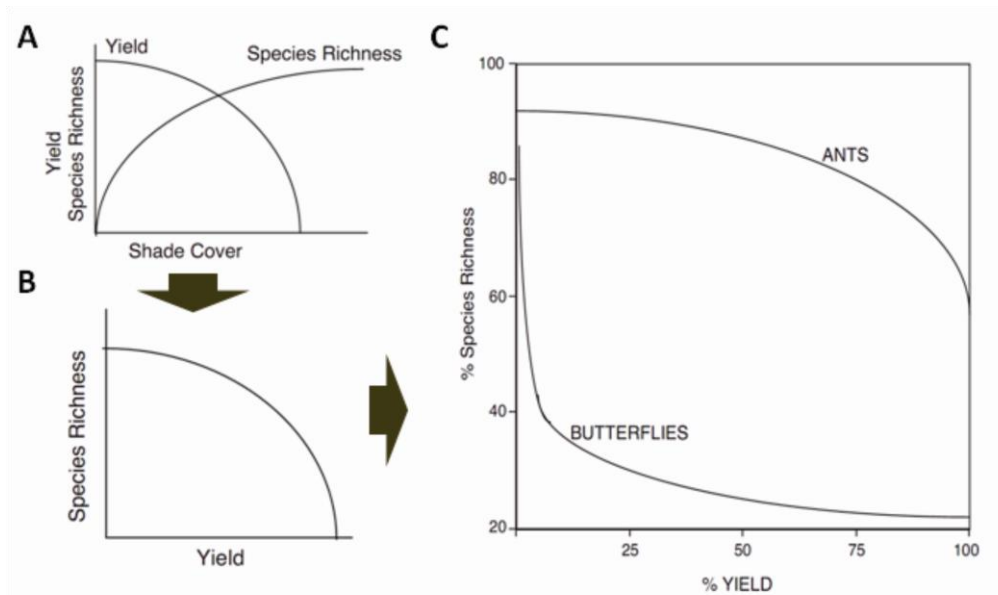 A
Yield
Species Richness
Yield
Species Richness
Shade Cover
B
Species Richness
Yield
C
100
80
60
40
20
% Species Richness
ANTS
BUTTERFLIES
25
50
75
100
% YIELD